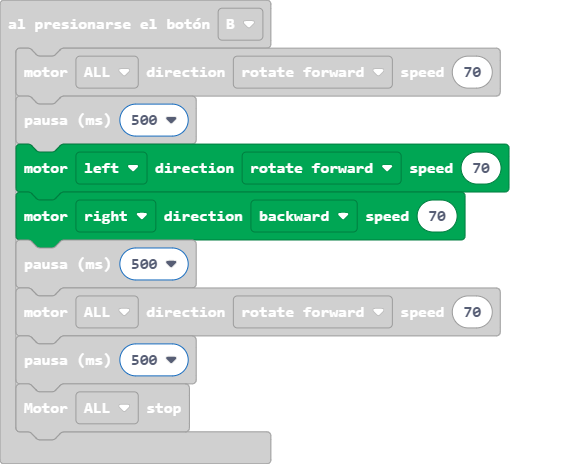 al presionarse el botón B
motor ALL direction rotate forward speed 70
pausa (ms) 500
motor left direction rotate forward speed 70
motor right direction backward speed 70
pausa (ms) 500
motor ALL direction rotate forward speed 70
pausa (ms) 500
Motor ALL stop